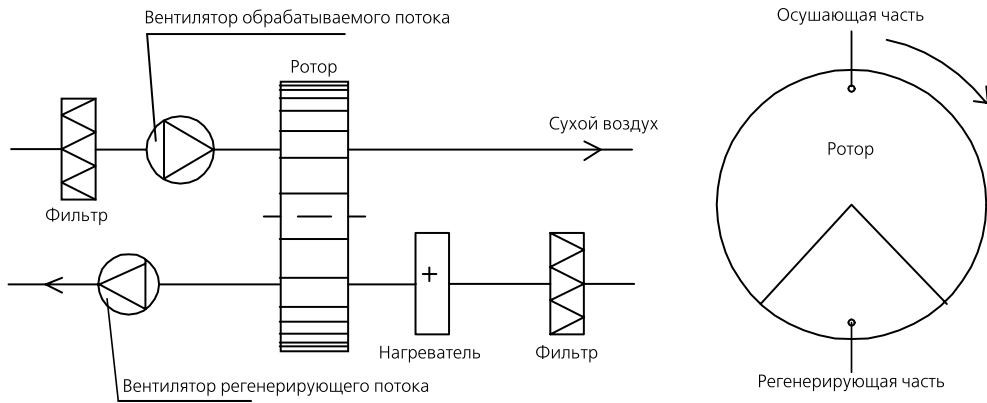 Вентилятор обрабатываемого потока
Ротор
Сухой воздух
Фильтр
Нагреватель
Фильтр
Вентилятор регенерирующего потока
Осушающая часть
Ротор
Регенерирующая часть